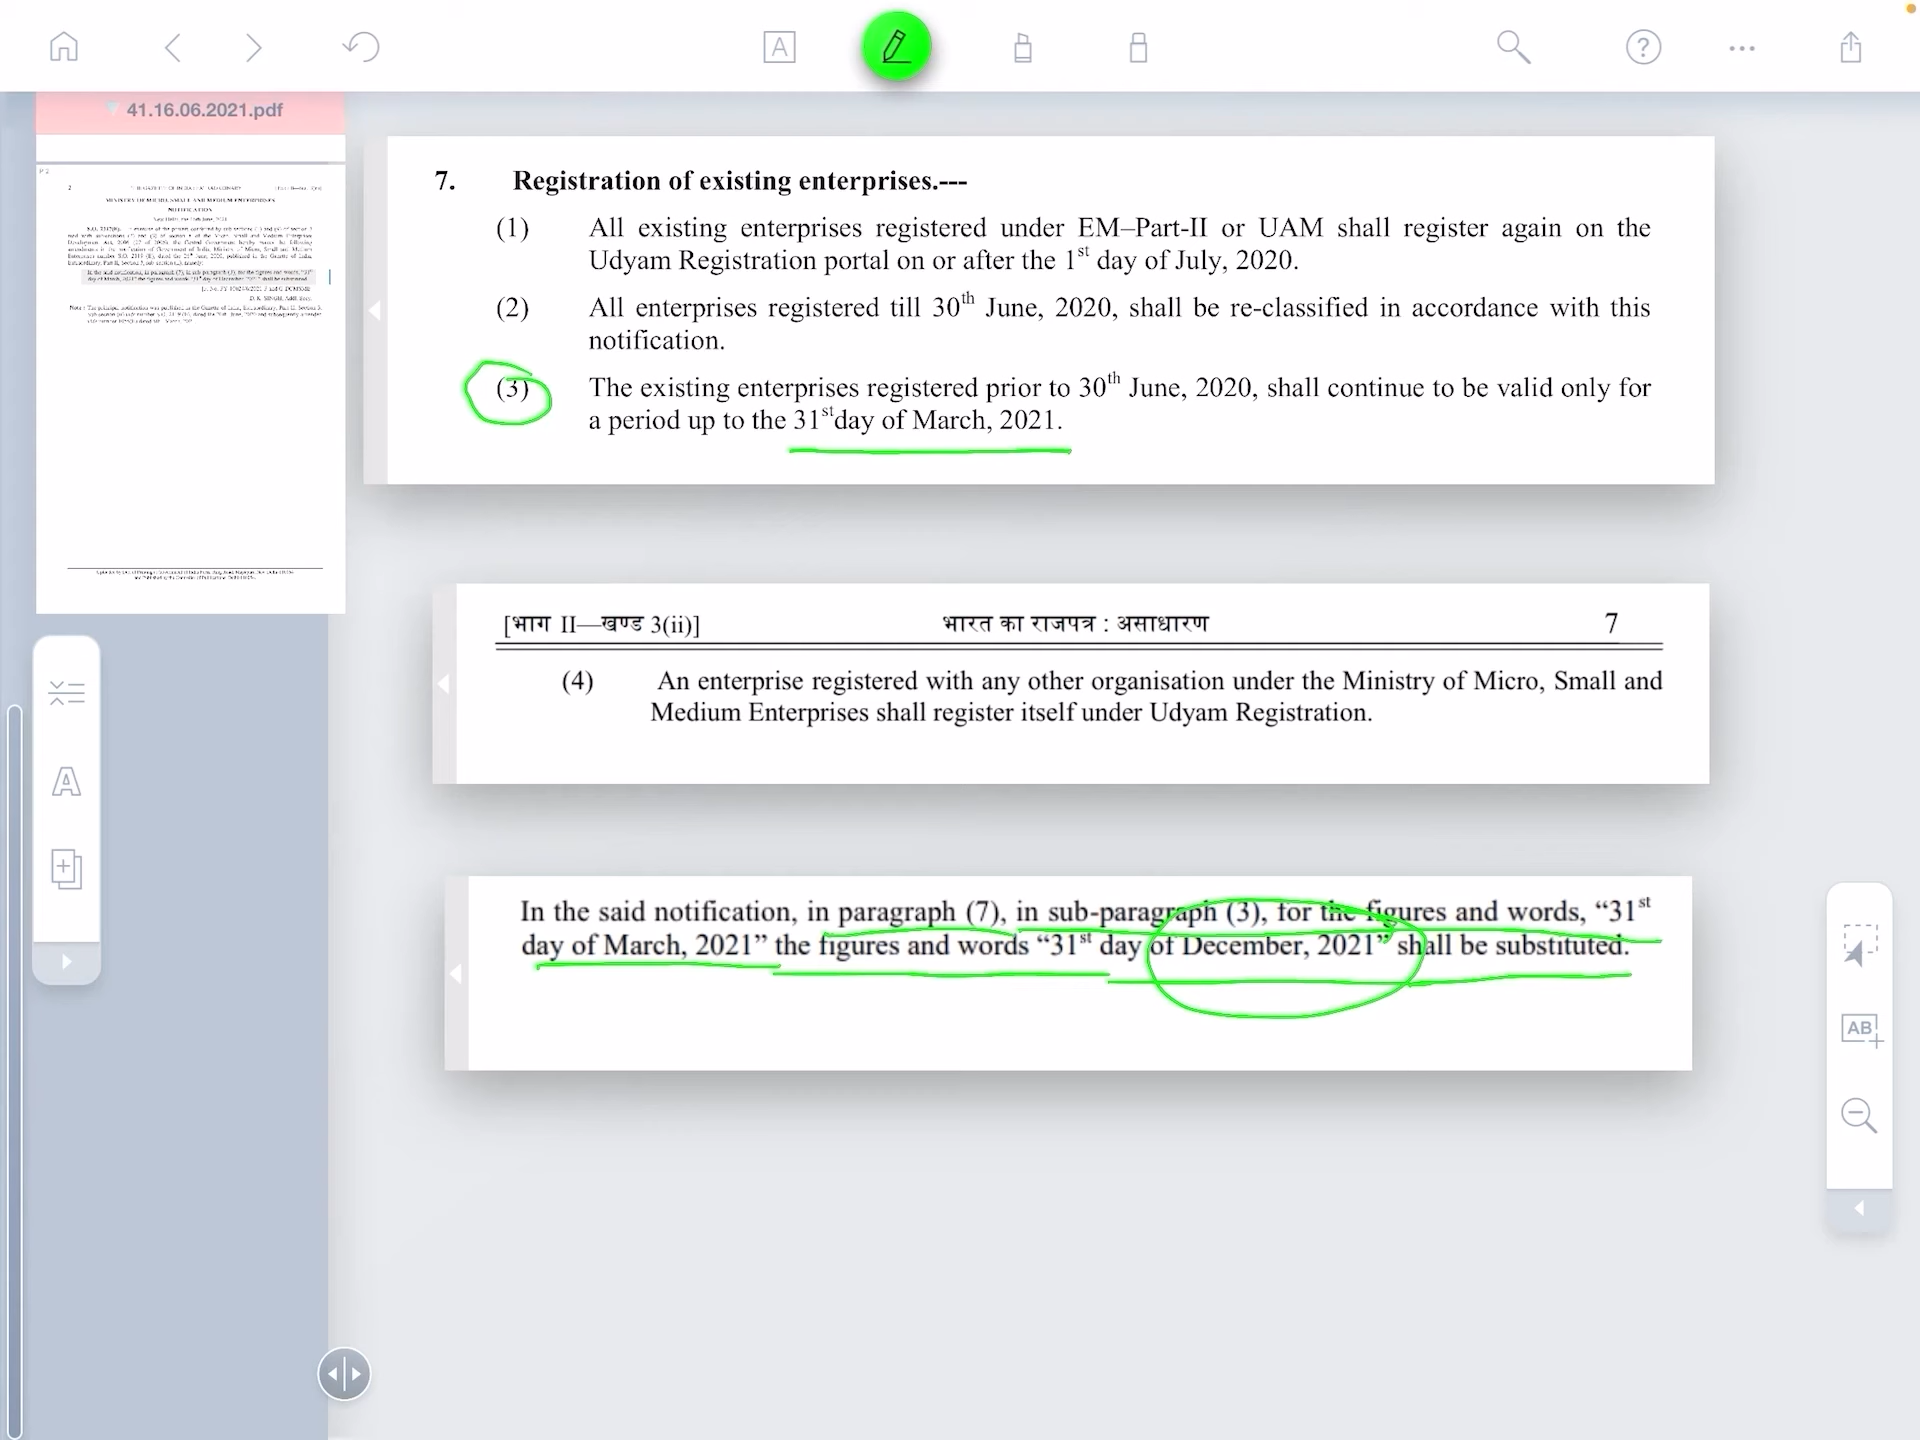 41.16.06.2021.pdf
7. Registration of existing enterprises.---
(1) All existing enterprises registered under EM–Part-II or UAM shall register again on the
Udyam Registration portal on or after the 1st day of July, 2020.
(2) All enterprises registered till 30th June, 2020, shall be re-classified in accordance with this
notification.
(3) The existing enterprises registered prior to 30th June, 2020, shall continue to be valid only for
a period up to the 31st day of March, 2021.
[भाग II—खण्ड 3(ii)] भारत का राजपत्र : असाधारण 7
(4) An enterprise registered with any other organisation under the Ministry of Micro, Small and
Medium Enterprises shall register itself under Udyam Registration.
In the said notification, in paragraph (7), in sub-paragraph (3), for the figures and words, “31st
day of March, 2021” the figures and words “31st day of December, 2021” shall be substituted.